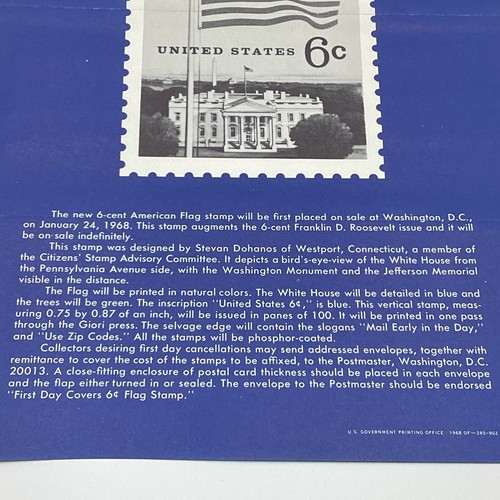 UNITED STATES 6c
The new 6-cent American Flag stamp will be first placed on sale at Washington, D.C.,
on January 24, 1968. This stamp augments the 6-cent Franklin D. Roosevelt issue and it will
be on sale indefinitely.
This stamp was designed by Stevan Dohanos of Westport, Connecticut, a member of
the Citizens' Stamp Advisory Committee. It depicts a bird's-eye-view of the White House from
the Pennsylvania Avenue side, with the Washington Monument and the Jefferson Memorial
visible in the distance.
The Flag will be printed in natural colors. The White House will be detailed in blue and
the trees will be green. The inscription "United States 6¢," is blue. This vertical stamp, meas-
uring 0.75 by 0.87 of an inch, will be issued in panes of 100. It will be printed in one pass
through the Giori press. The selvage edge will contain the slogans "Mail Early in the Day,"
and "Use Zip Codes." All the stamps will be phosphor-coated.
Collectors desiring first day cancellations may send addressed envelopes, together with
remittance to cover the cost of the stamps to be affixed, to the Postmaster, Washington, D.C.
20013. A close-fitting enclosure of postal card thickness should be placed in each envelope
and the flap either turned in or sealed. The envelope to the Postmaster should be endorsed
"First Day Covers 6¢ Flag Stamp."
U.S. GOVERNMENT PRINTING OFFICE : 1968 OF—285-902